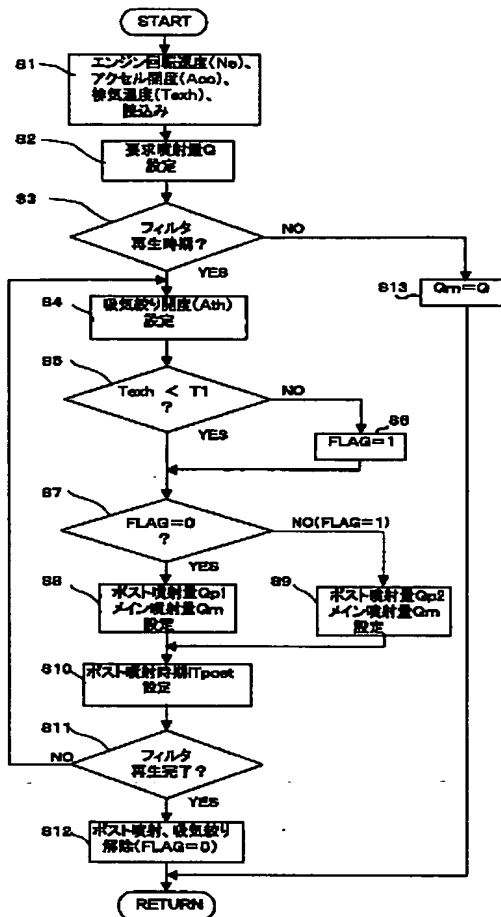 START
S1
エンジン回転速度(Ne)、
アクセル開度(Acc)、
排気温度(Texh)、
読込み
S2
要求噴射量Q
設定
S3
フィルタ
再生時期?
NO
YES
S13
Qm=Q
S4
吸気絞り開度(Ath)
設定
S5
Texh < T1
?
NO
YES
S6
FLAG=1
S7
FLAG=0
?
NO(FLAG=1)
YES
S8
ポスト噴射量Qp1
メイン噴射量Qm
設定
S9
ポスト噴射量Qp2
メイン噴射量Qm
設定
S10
ポスト噴射時期ITpost
設定
S11
フィルタ
再生完了?
NO
YES
S12
ポスト噴射、吸気絞り
解除(FLAG=0)
RETURN